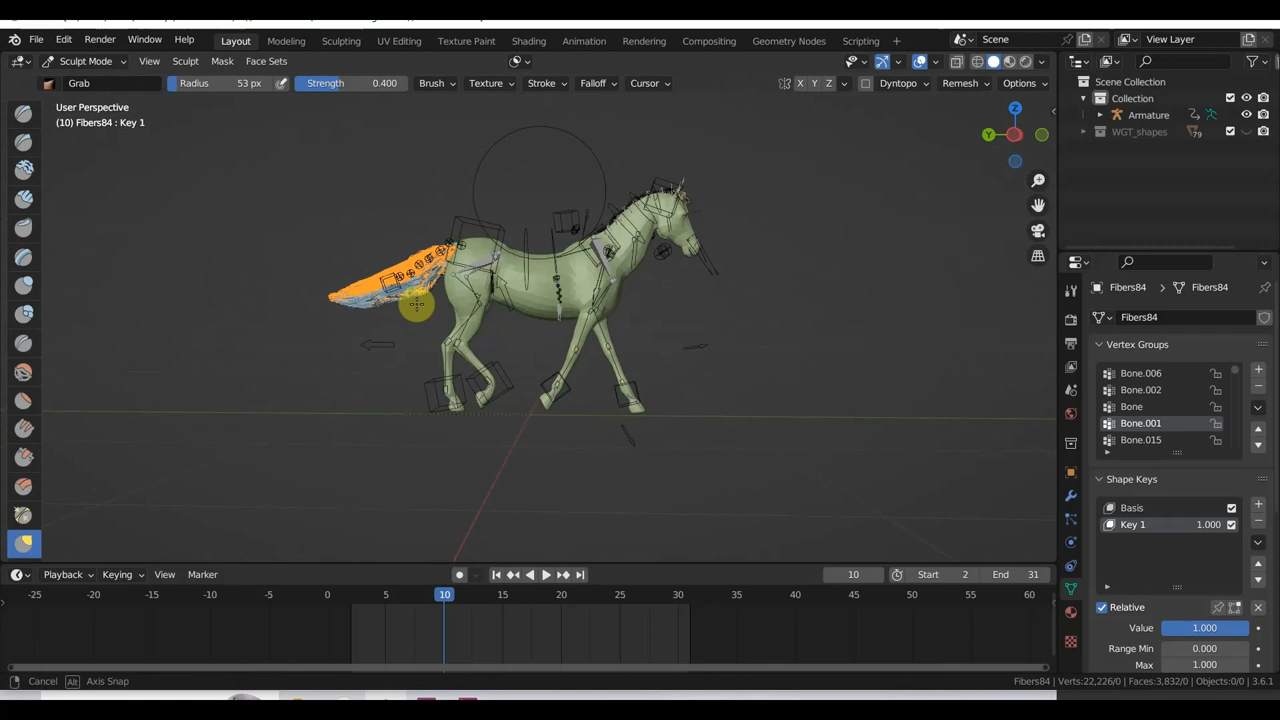 File Edit Render Window Help Layout Modeling Sculpting UV Editing Texture Paint Shading Animation Rendering Compositing Geometry Nodes Scripting + Scene View Layer
Sculpt Mode View Sculpt Mask Face Sets
Grab Radius 53 px Strength 0.400 Brush Texture Stroke Falloff Cursor X Y Z Dyntopo Remesh Options
Scene Collection
Collection
Armature
WGT_shapes 79
User Perspective
(10) Fibers84 : Key 1
Z
Y
Fibers84 Fibers84
Fibers84
Vertex Groups
Bone.006
Bone.002
Bone
Bone.001
Bone.015
Shape Keys
Basis
Key 1 1.000
Relative
Value 1.000
Range Min 0.000
Max 1.000
Playback Keying View Marker 10 Start 2 End 31
-25 -20 -15 -10 -5 0 5 10 15 20 25 30 35 40 45 50 55 60
Cancel Alt Axis Snap Fibers84 | Verts:22,226/0 | Faces:3,832/0 | Objects:0/0 | 3.6.1